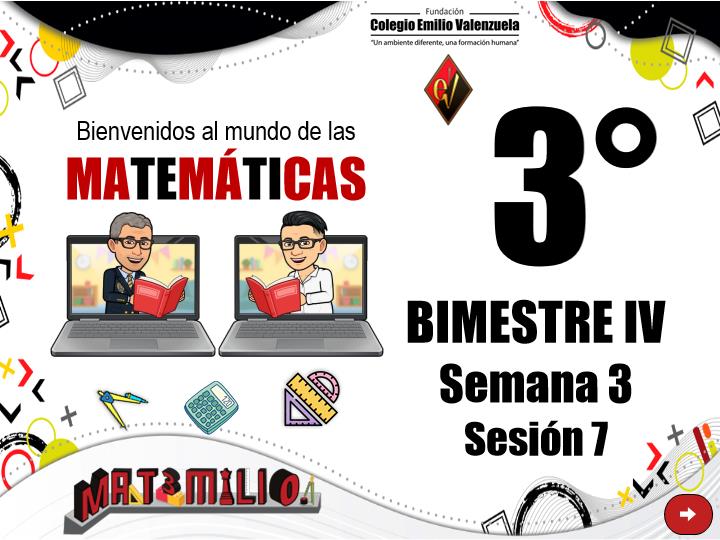 Fundación
Colegio Emilio Valenzuela
"Un ambiente diferente, una formación humana"
Bienvenidos al mundo de las
MATEMÁTICAS
3°
BIMESTRE IV
Semana 3
Sesión 7
MAT3MILIO.